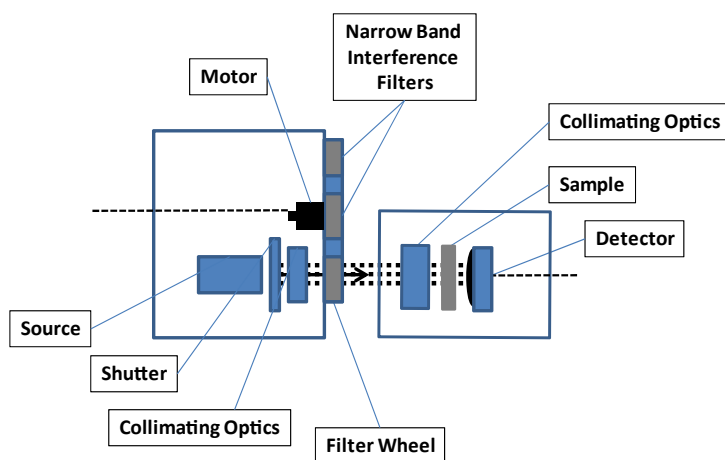 Narrow Band
Interference
Filters
Motor
Collimating Optics
Sample
Detector
Source
Shutter
Collimating Optics
Filter Wheel